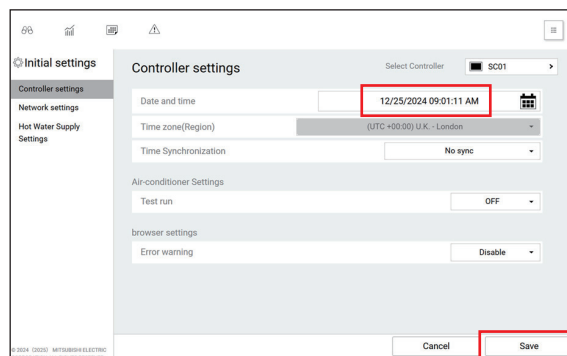 Initial settings
Controller settings
Network settings
Hot Water Supply
Settings
Controller settings
Select Controller
SC01
Date and time
12/25/2024 09:01:11 AM
Time zone(Region)
(UTC +00:00) U.K. - London
Time Synchronization
No sync
Air-conditioner Settings
Test run
OFF
browser settings
Error warning
Disable
© 2024 (2025) MITSUBISHI ELECTRIC
Cancel
Save